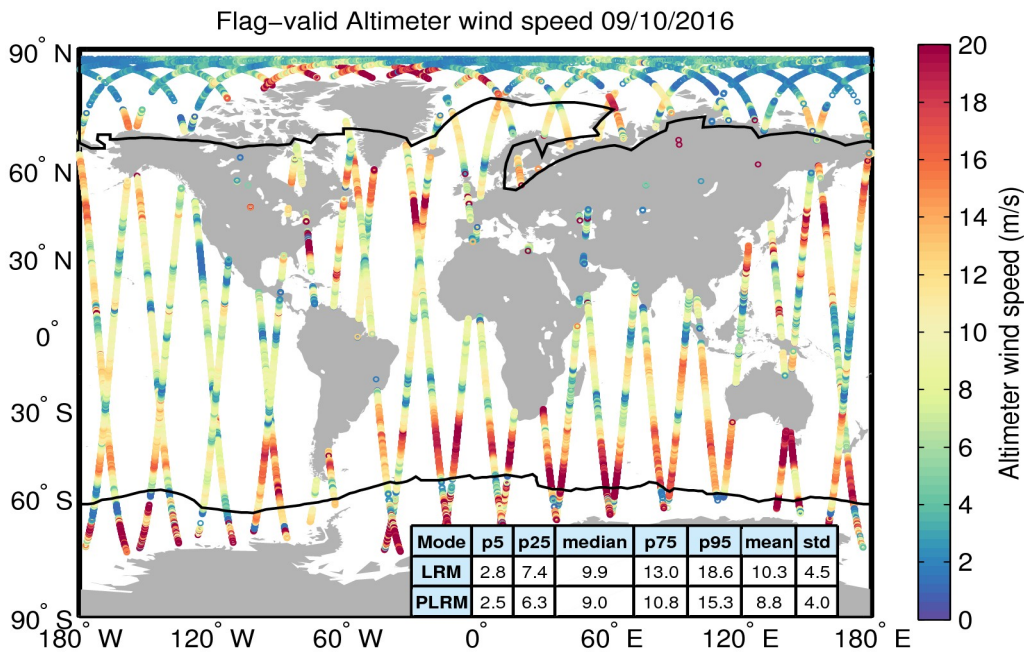 Flag−valid Altimeter wind speed 09/10/2016
90° N
60° N
30° N
0°
30° S
60° S
90° S
180° W
120° W
60° W
0°
60° E
120° E
180° E
Mode p5 p25 median p75 p95 mean std
LRM 2.8 7.4 9.9 13.0 18.6 10.3 4.5
PLRM 2.5 6.3 9.0 10.8 15.3 8.8 4.0
20
18
16
14
12
10
8
6
4
2
0
Altimeter wind speed (m/s)